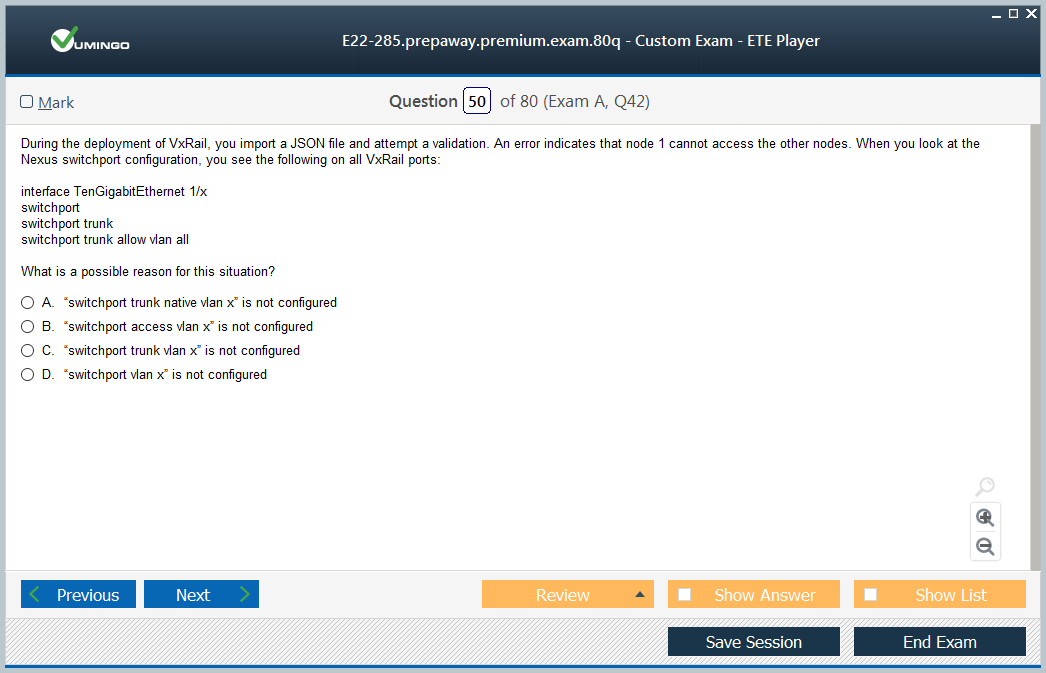 VUMINGO
E22-285.prepaway.premium.exam.80q - Custom Exam - ETE Player
Mark
Question 50 of 80 (Exam A, Q42)
During the deployment of VxRail, you import a JSON file and attempt a validation. An error indicates that node 1 cannot access the other nodes. When you look at the
Nexus switchport configuration, you see the following on all VxRail ports:
interface TenGigabitEthernet 1/x
switchport
switchport trunk
switchport trunk allow vlan all
What is a possible reason for this situation?
A. “switchport trunk native vlan x” is not configured
B. “switchport access vlan x” is not configured
C. “switchport trunk vlan x” is not configured
D. “switchport vlan x” is not configured
Previous
Next
Review
Show Answer
Show List
Save Session
End Exam